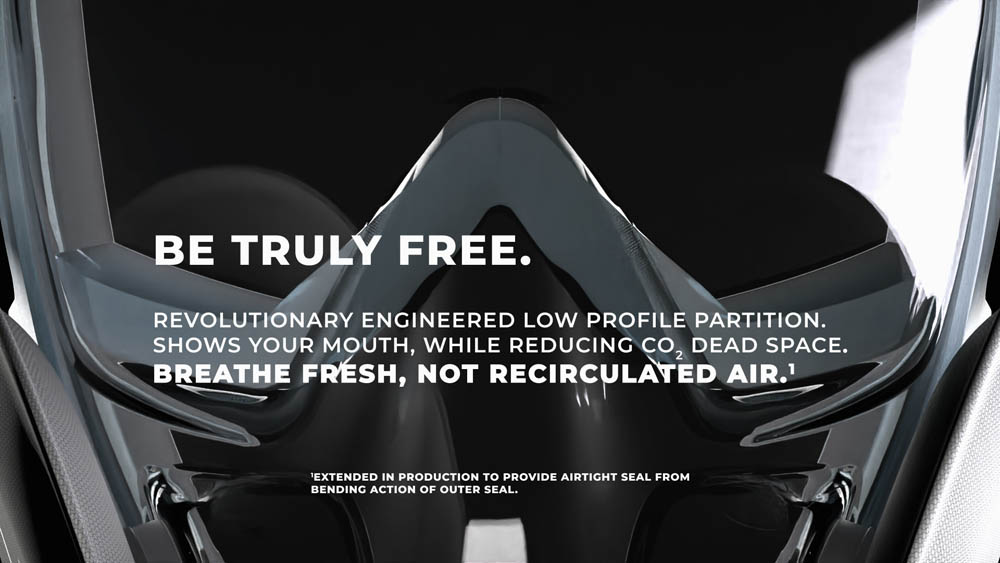 BE TRULY FREE.
REVOLUTIONARY ENGINEERED LOW PROFILE PARTITION.
SHOWS YOUR MOUTH, WHILE REDUCING CO₂ DEAD SPACE.
BREATHE FRESH, NOT RECIRCULATED AIR.¹
¹EXTENDED IN PRODUCTION TO PROVIDE AIRTIGHT SEAL FROM
BENDING ACTION OF OUTER SEAL.